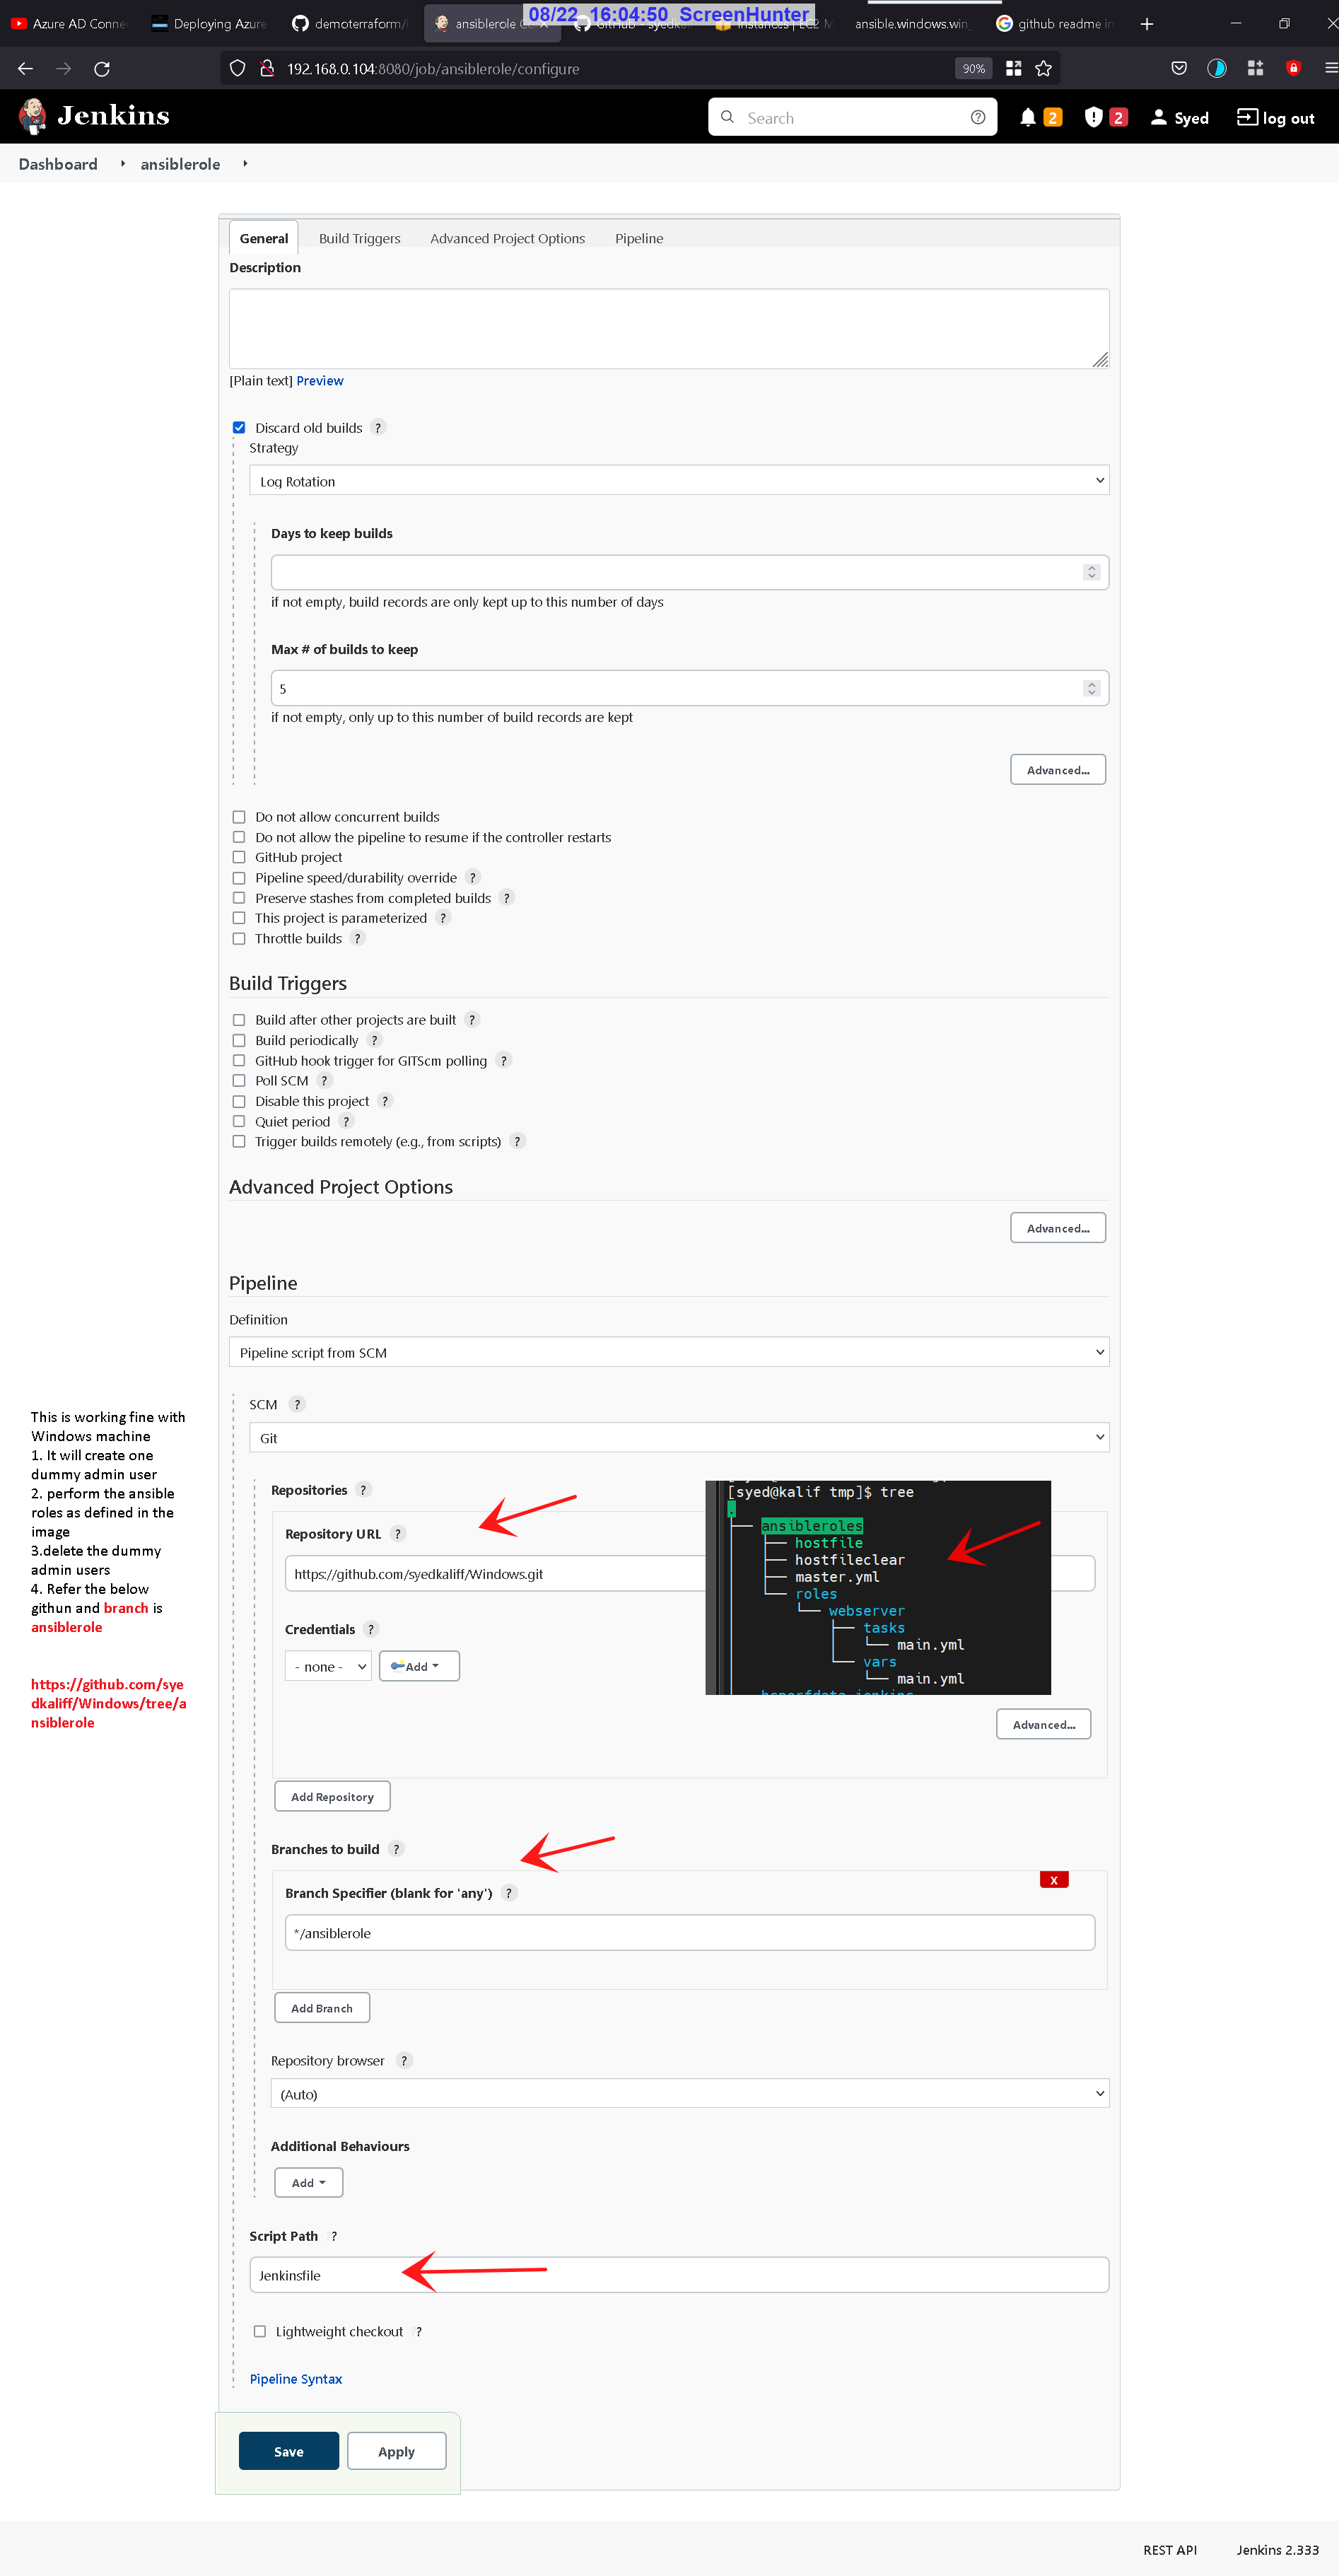 08/22 16:04:50 ScreenHunter
Azure AD Conne
Deploying Azure
demoterraform/
ansiblerole
instances | EC2 M
ansible.windows.win_
github readme in
192.168.0.104:8080/job/ansiblerole/configure
90%
Jenkins
Search
2
2
Syed
log out
Dashboard
ansiblerole
General
Build Triggers
Advanced Project Options
Pipeline
Description
[Plain text] Preview
Discard old builds ?
Strategy
Log Rotation
Days to keep builds
if not empty, build records are only kept up to this number of days
Max # of builds to keep
5
if not empty, only up to this number of build records are kept
Advanced...
Do not allow concurrent builds
Do not allow the pipeline to resume if the controller restarts
GitHub project
Pipeline speed/durability override ?
Preserve stashes from completed builds ?
This project is parameterized ?
Throttle builds ?
Build Triggers
Build after other projects are built ?
Build periodically ?
GitHub hook trigger for GITScm polling ?
Poll SCM ?
Disable this project ?
Quiet period ?
Trigger builds remotely (e.g., from scripts) ?
Advanced Project Options
Advanced...
Pipeline
Definition
Pipeline script from SCM
This is working fine with
Windows machine
1. It will create one
dummy admin user
2. perform the ansible
roles as defined in the
image
3.delete the dummy
admin users
4. Refer the below
githun and branch is
ansiblerole
https://github.com/sye
dkaliff/Windows/tree/a
nsiblerole
SCM ?
Git
Repositories ?
Repository URL ?
https://github.com/syedkaliff/Windows.git
Credentials ?
- none -
Add
[syed@kalif tmp]$ tree
.
├── ansibleroles
│   ├── hostfile
│   ├── hostfileclear
│   ├── master.yml
│   └── roles
│       └── webserver
│           ├── tasks
│           │   └── main.yml
│           └── vars
│               └── main.yml
├── hsperfdata_jenkins
Advanced...
Add Repository
Branches to build ?
X
Branch Specifier (blank for 'any') ?
*/ansiblerole
Add Branch
Repository browser ?
(Auto)
Additional Behaviours
Add
Script Path ?
Jenkinsfile
Lightweight checkout ?
Pipeline Syntax
Save
Apply
REST API
Jenkins 2.333